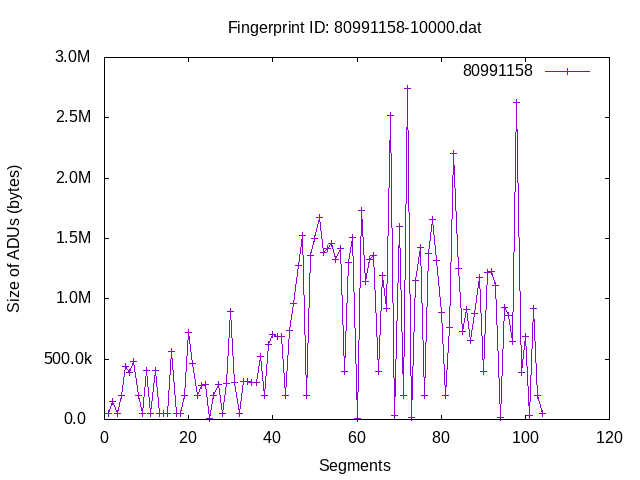 Fingerprint ID: 80991158-10000.dat
3.0M
80991158
2.5M
2.0M
1.5M
1.0M
500.0k
0.0
0 20 40 60 80 100 120
Size of ADUs (bytes)
Segments